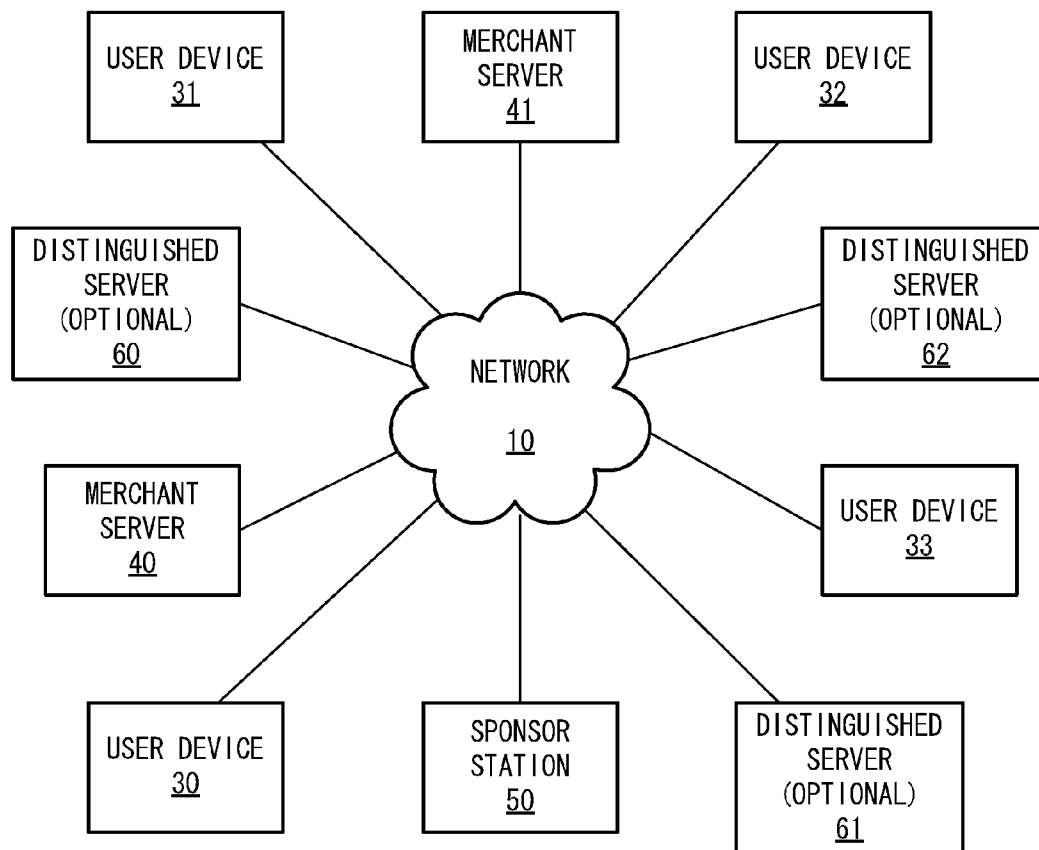 USER DEVICE
31
MERCHANT
SERVER
41
USER DEVICE
32
DISTINGUISHED
SERVER
(OPTIONAL)
60
NETWORK
10
DISTINGUISHED
SERVER
(OPTIONAL)
62
MERCHANT
SERVER
40
USER DEVICE
33
USER DEVICE
30
SPONSOR
STATION
50
DISTINGUISHED
SERVER
(OPTIONAL)
61